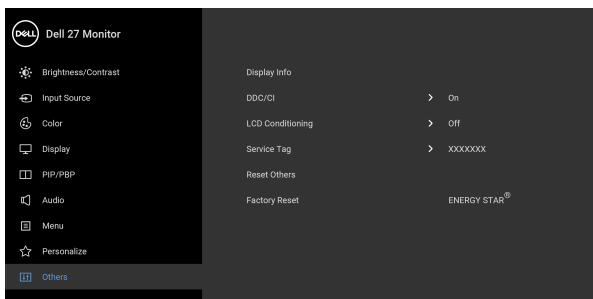 DELL Dell 27 Monitor
Brightness/Contrast Display Info
Input Source DDC/CI On
Color LCD Conditioning Off
Display Service Tag XXXXXXX
PIP/PBP Reset Others
Audio Factory Reset ENERGY STAR®
Menu
Personalize
Others